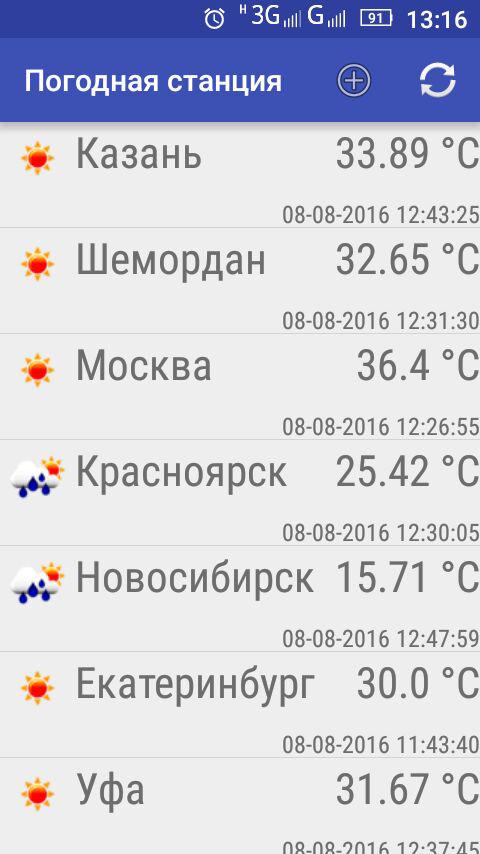 H 3G G 91 13:16
Погодная станция
Казань 33.89 °C
08-08-2016 12:43:25
Шемордан 32.65 °C
08-08-2016 12:31:30
Москва 36.4 °C
08-08-2016 12:26:55
Красноярск 25.42 °C
08-08-2016 12:30:05
Новосибирск 15.71 °C
08-08-2016 12:47:59
Екатеринбург 30.0 °C
08-08-2016 11:43:40
Уфа 31.67 °C
08-08-2016 12:37:45